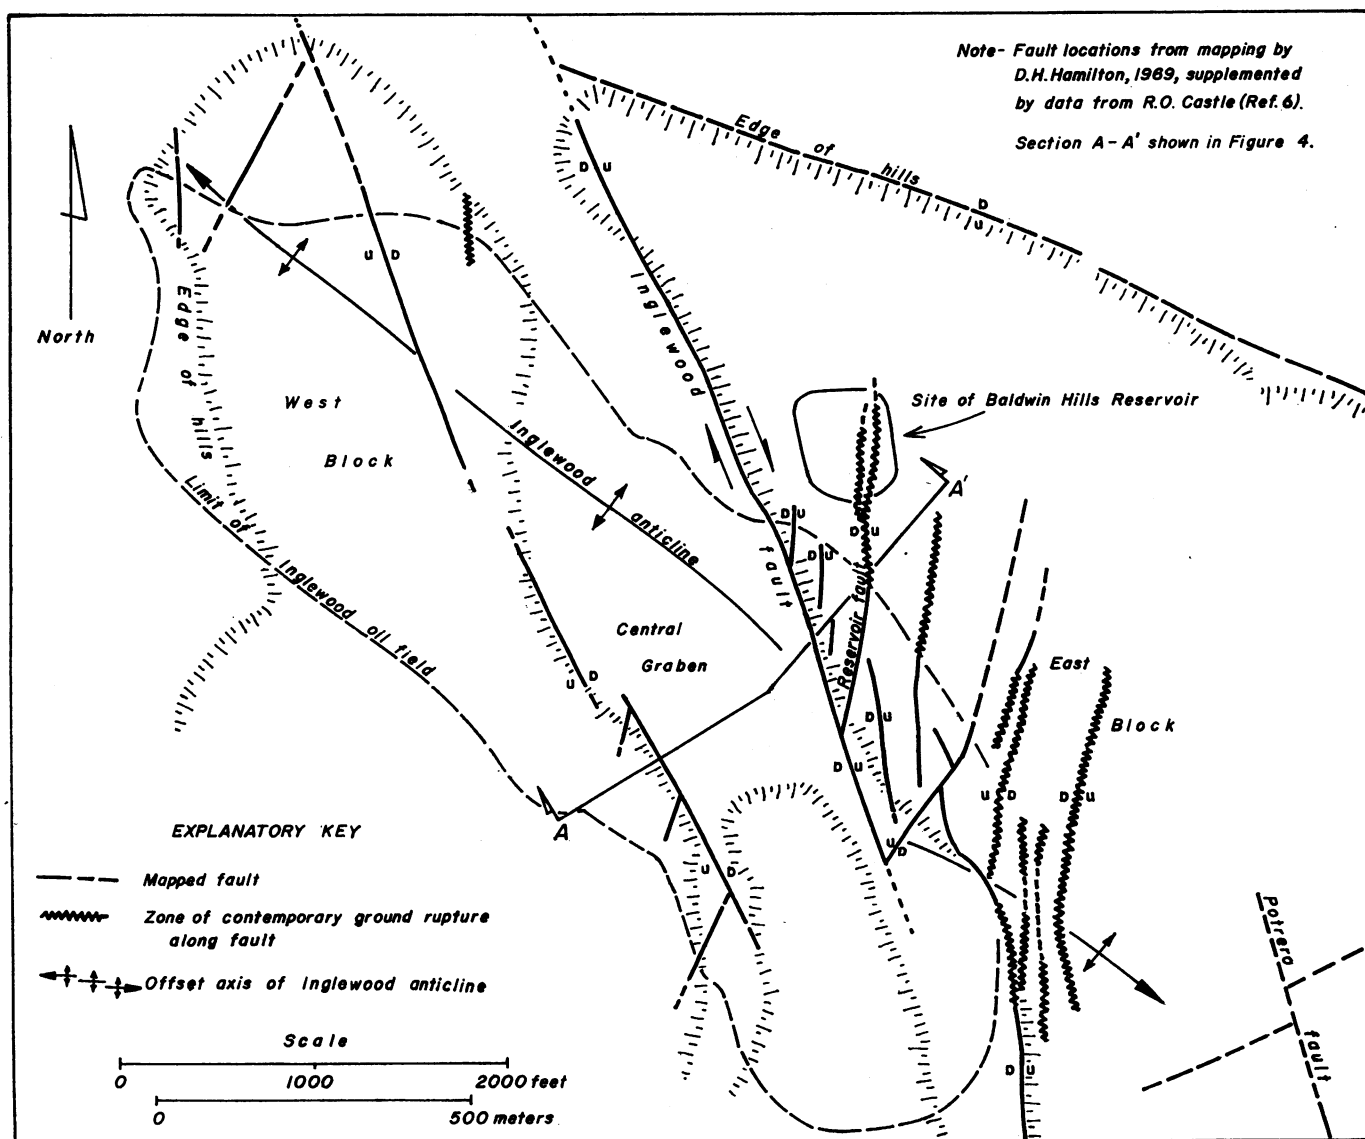 Note- Fault locations from mapping by
D.H. Hamilton, 1969, supplemented
by data from R.O. Castle (Ref. 6).
Section A-A' shown in Figure 4.
Edge of hills
D
U
D U
North
U D
Edge of hills
Inglewood fault
West
Block
Site of Baldwin Hills Reservoir
Inglewood anticline
A'
Limit of Inglewood oil field
D U
D U
D U
Reservoir fault
Central
Graben
East
Block
U D
D U
D U
U D
D U
A
U D
U D
EXPLANATORY KEY
Mapped fault
Zone of contemporary ground rupture
along fault
Offset axis of Inglewood anticline
Potrero fault
D U
Scale
0 1000 2000 feet
0 500 meters